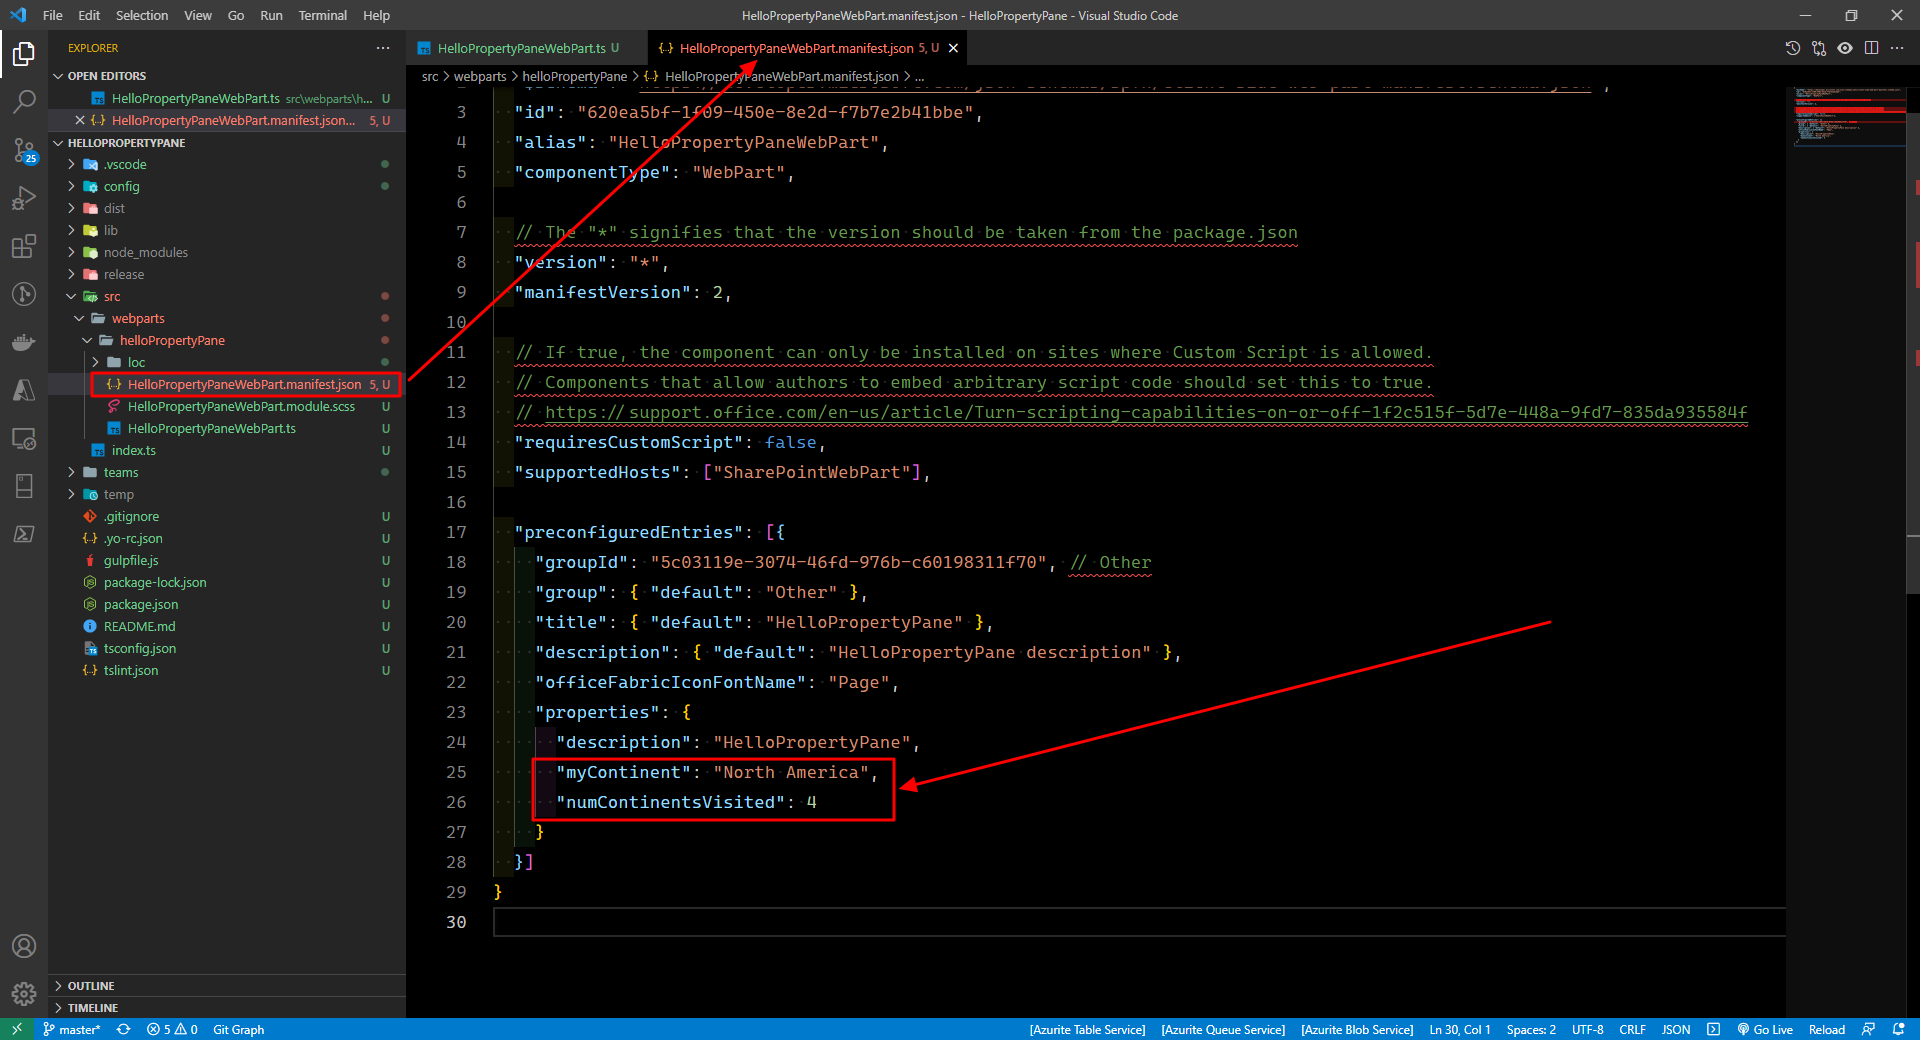 File Edit Selection View Go Run Terminal Help
HelloPropertyPaneWebPart.manifest.json - HelloPropertyPane - Visual Studio Code
EXPLORER
OPEN EDITORS
HelloPropertyPaneWebPart.ts src\webparts\h... U
HelloPropertyPaneWebPart.manifest.json... 5, U
HELLOPROPERTYPANE
.vscode
config
dist
lib
node_modules
release
src
webparts
helloPropertyPane
loc
HelloPropertyPaneWebPart.manifest.json 5, U
HelloPropertyPaneWebPart.module.scss U
HelloPropertyPaneWebPart.ts U
index.ts U
teams
temp
.gitignore U
.yo-rc.json U
gulpfile.js U
package-lock.json U
package.json U
README.md U
tsconfig.json U
tslint.json U
OUTLINE
TIMELINE
25
HelloPropertyPaneWebPart.ts U
HelloPropertyPaneWebPart.manifest.json 5, U
src > webparts > helloPropertyPane > HelloPropertyPaneWebPart.manifest.json > ...
3 "id": "620ea5bf-1f09-450e-8e2d-f7b7e2b41bbe",
4 "alias": "HelloPropertyPaneWebPart",
5 "componentType": "WebPart",
6
7 // The "*" signifies that the version should be taken from the package.json
8 "version": "*",
9 "manifestVersion": 2,
10
11 // If true, the component can only be installed on sites where Custom Script is allowed.
12 // Components that allow authors to embed arbitrary script code should set this to true.
13 // https://support.office.com/en-us/article/Turn-scripting-capabilities-on-or-off-1f2c515f-5d7e-448a-9fd7-835da935584f
14 "requiresCustomScript": false,
15 "supportedHosts": ["SharePointWebPart"],
16
17 "preconfiguredEntries": [{
18 "groupId": "5c03119e-3074-46fd-976b-c60198311f70", // Other
19 "group": { "default": "Other" },
20 "title": { "default": "HelloPropertyPane" },
21 "description": { "default": "HelloPropertyPane description" },
22 "officeFabricIconFontName": "Page",
23 "properties": {
24 "description": "HelloPropertyPane",
25 "myContinent": "North America",
26 "numContinentsVisited": 4
27 }
28 }]
29 }
30
master* 5 0 Git Graph
[Azurite Table Service] [Azurite Queue Service] [Azurite Blob Service] Ln 30, Col 1 Spaces: 2 UTF-8 CRLF JSON Go Live Reload